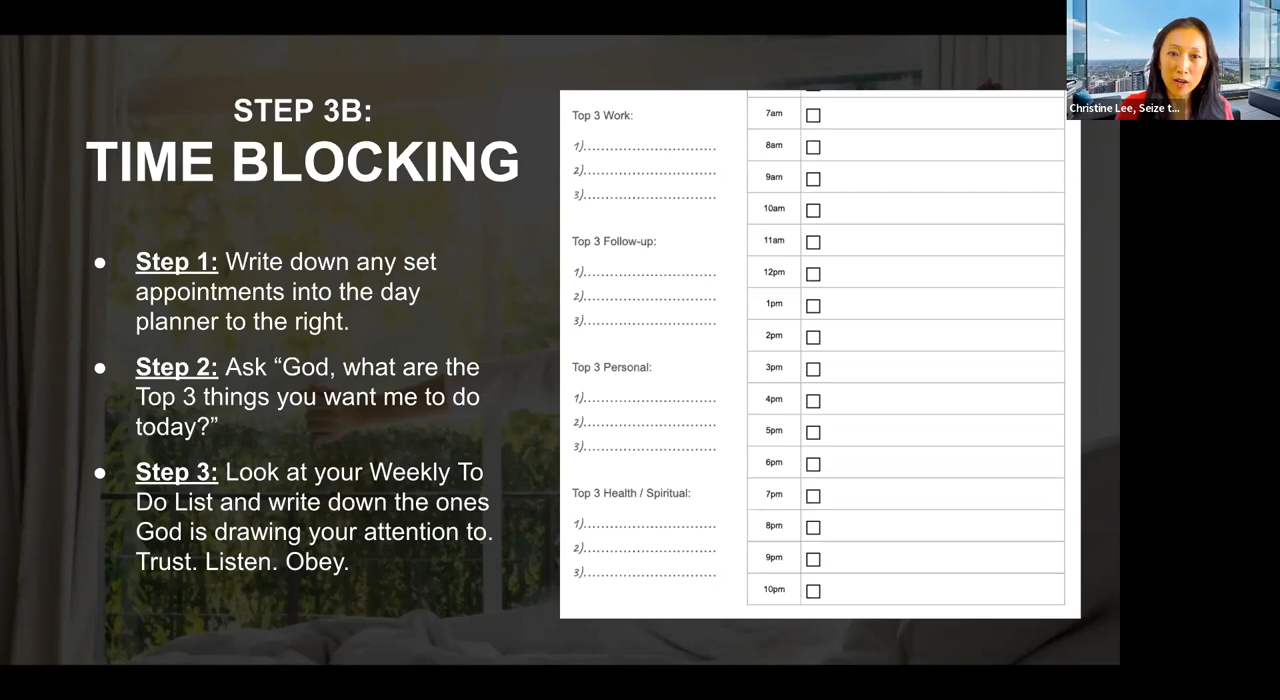 STEP 3B:
TIME BLOCKING
● Step 1: Write down any set
appointments into the day
planner to the right.
● Step 2: Ask “God, what are the
Top 3 things you want me to do
today?”
● Step 3: Look at your Weekly To
Do List and write down the ones
God is drawing your attention to.
Trust. Listen. Obey.
Top 3 Work:
1)
2)
3)
Top 3 Follow-up:
1)
2)
3)
Top 3 Personal:
1)
2)
3)
Top 3 Health / Spiritual:
1)
2)
3)
7am
8am
9am
10am
11am
12pm
1pm
2pm
3pm
4pm
5pm
6pm
7pm
8pm
9pm
10pm
Christine Lee, Seize t...